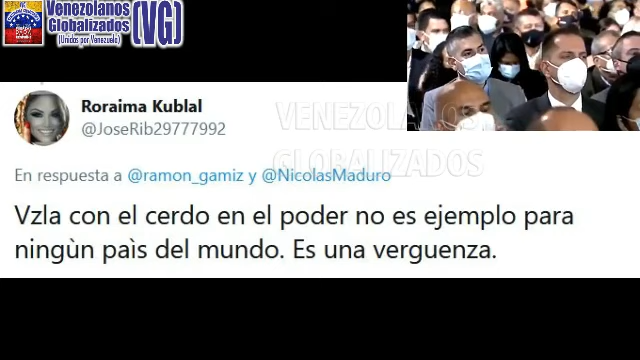 Venezolanos
Globalizados
(Unidos por Venezuela)
(VG)
Roraima Kublal
@JoseRib29777992
VENEZOLANOS
GLOBALIZADOS
En respuesta a @ramon_gamiz y @NicolasMaduro
Vzla con el cerdo en el poder no es ejemplo para
ningùn paìs del mundo. Es una verguenza.